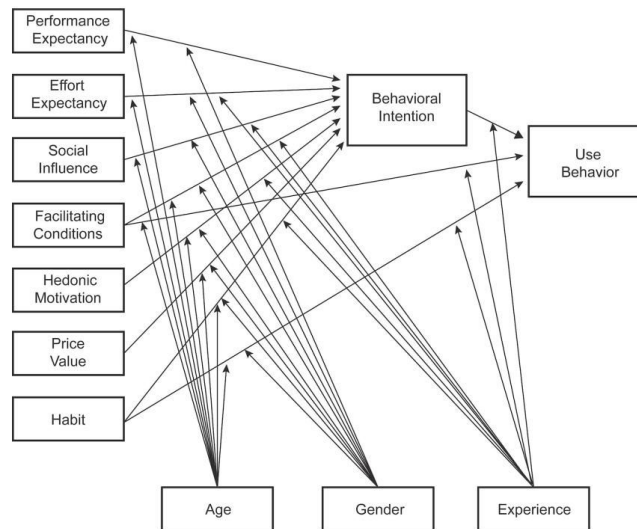 Performance
Expectancy
Effort
Expectancy
Social
Influence
Facilitating
Conditions
Hedonic
Motivation
Price
Value
Habit
Behavioral
Intention
Use
Behavior
Age
Gender
Experience